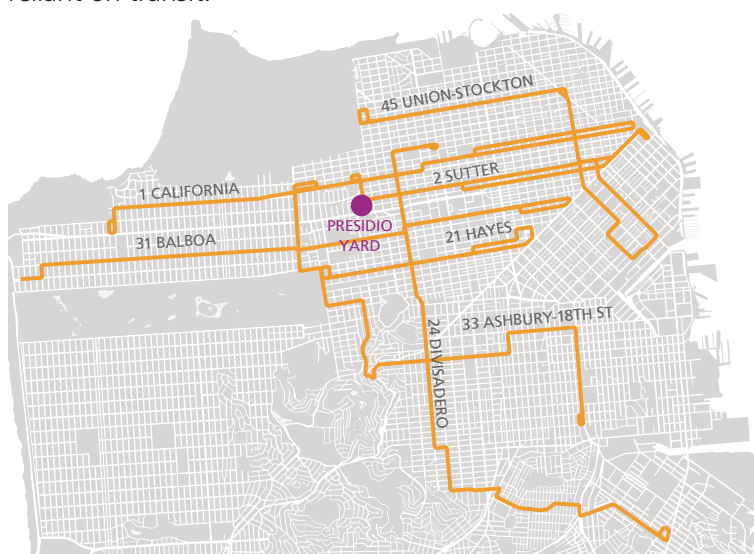 45 UNION-STOCKTON
1 CALIFORNIA
2 SUTTER
PRESIDIO
YARD
31 BALBOA
21 HAYES
33 ASHBURY-18TH ST
24 DIVISADERO